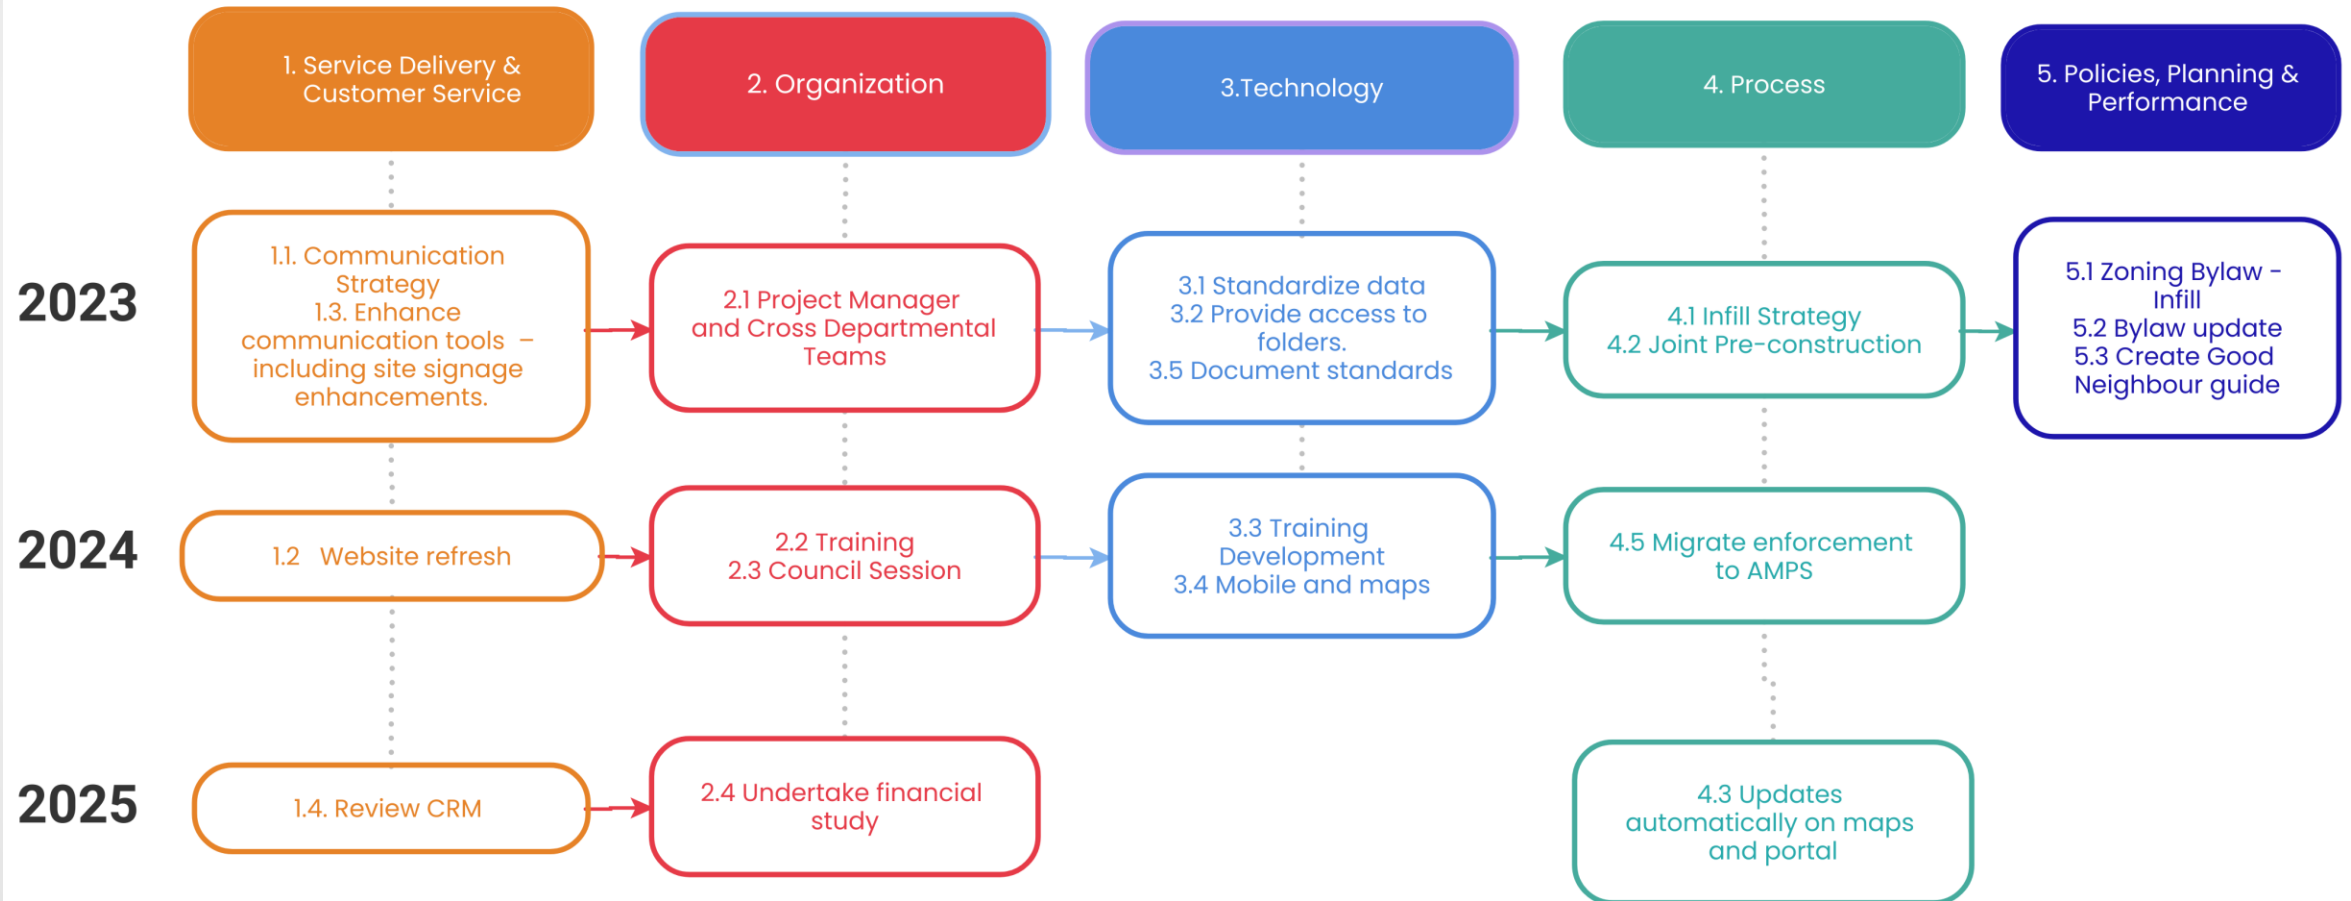 1. Service Delivery &
Customer Service
2. Organization
3.Technology
4. Process
5. Policies, Planning &
Performance
2023
1.1. Communication
Strategy
1.3. Enhance
communication tools –
including site signage
enhancements.
2.1 Project Manager
and Cross Departmental
Teams
3.1 Standardize data
3.2 Provide access to
folders.
3.5 Document standards
4.1 Infill Strategy
4.2 Joint Pre-construction
5.1 Zoning Bylaw -
Infill
5.2 Bylaw update
5.3 Create Good
Neighbour guide
2024
1.2 Website refresh
2.2 Training
2.3 Council Session
3.3 Training
Development
3.4 Mobile and maps
4.5 Migrate enforcement
to AMPS
2025
1.4. Review CRM
2.4 Undertake financial
study
4.3 Updates
automatically on maps
and portal